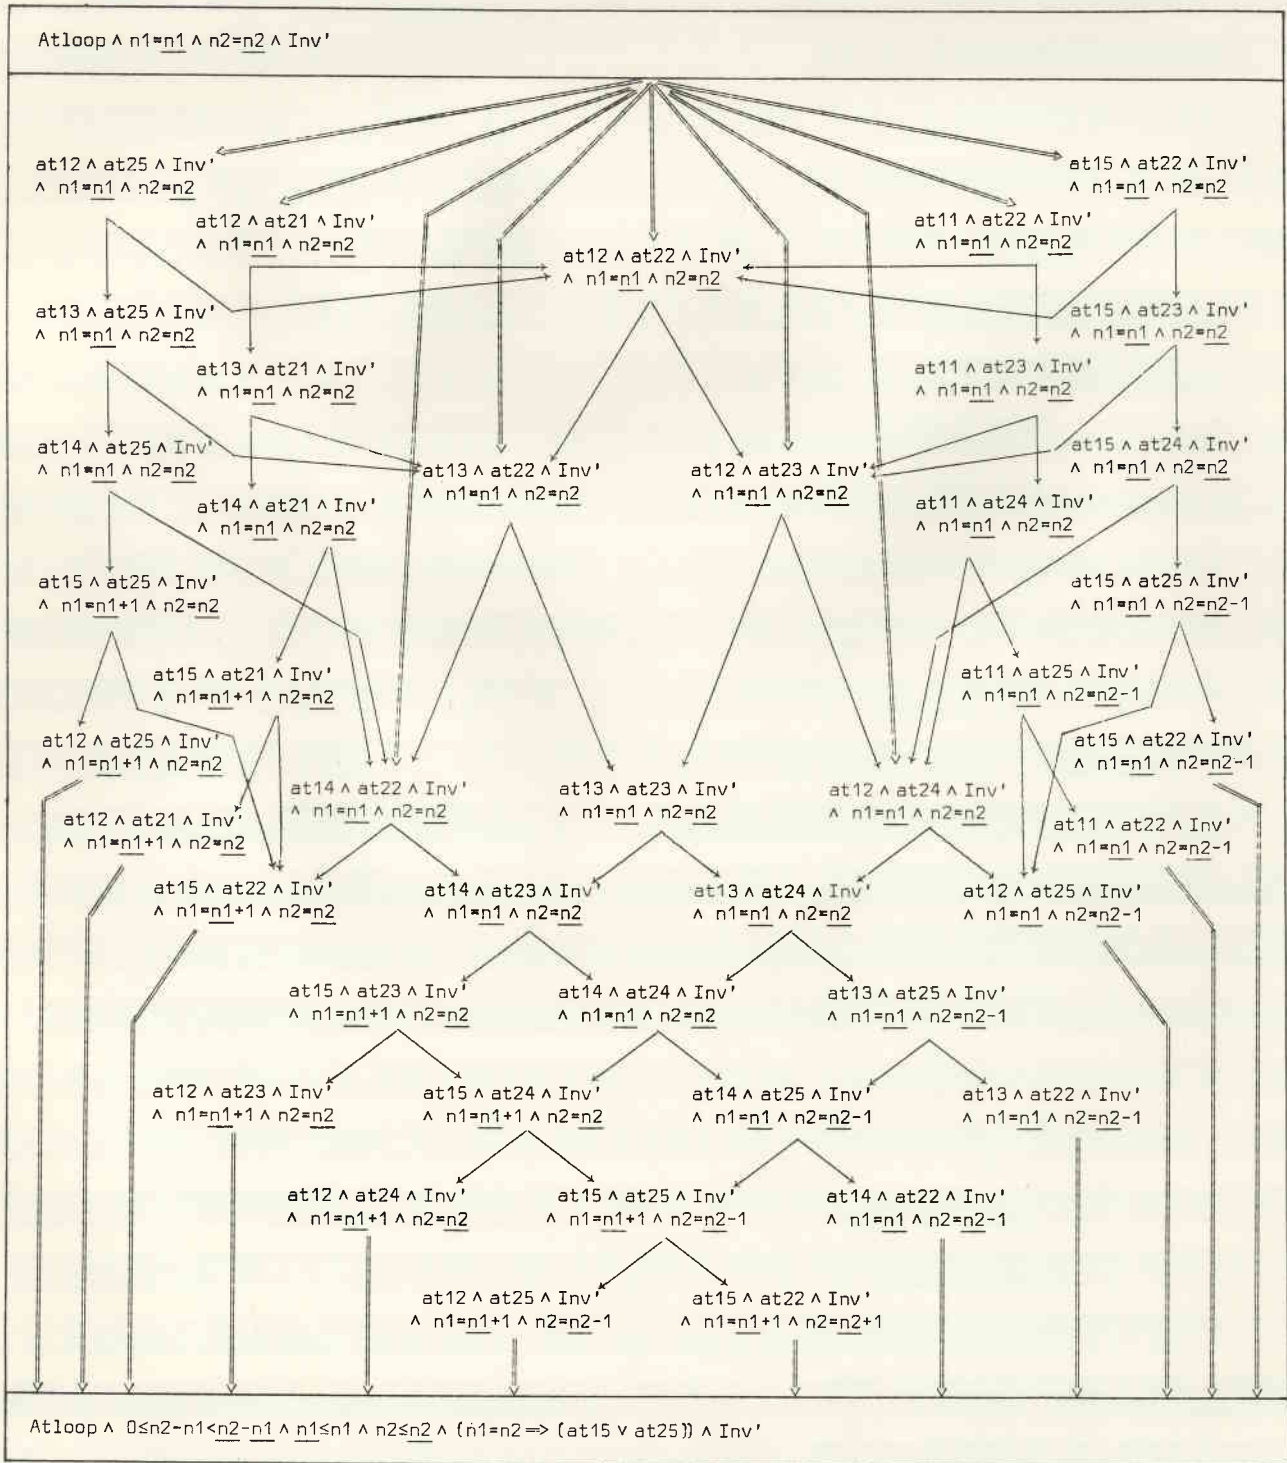 Atloop ∧ n1=n1 ∧ n2=n2 ∧ Inv'
at12 ∧ at25 ∧ Inv'
∧ n1=n1 ∧ n2=n2
at15 ∧ at22 ∧ Inv'
∧ n1=n1 ∧ n2=n2
at12 ∧ at21 ∧ Inv'
∧ n1=n1 ∧ n2=n2
at11 ∧ at22 ∧ Inv'
∧ n1=n1 ∧ n2=n2
at12 ∧ at22 ∧ Inv'
∧ n1=n1 ∧ n2=n2
at13 ∧ at25 ∧ Inv'
∧ n1=n1 ∧ n2=n2
at15 ∧ at23 ∧ Inv'
∧ n1=n1 ∧ n2=n2
at13 ∧ at21 ∧ Inv'
∧ n1=n1 ∧ n2=n2
at11 ∧ at23 ∧ Inv'
∧ n1=n1 ∧ n2=n2
at14 ∧ at25 ∧ Inv'
∧ n1=n1 ∧ n2=n2
at13 ∧ at22 ∧ Inv'
∧ n1=n1 ∧ n2=n2
at12 ∧ at23 ∧ Inv'
∧ n1=n1 ∧ n2=n2
at15 ∧ at24 ∧ Inv'
∧ n1=n1 ∧ n2=n2
at14 ∧ at21 ∧ Inv'
∧ n1=n1 ∧ n2=n2
at11 ∧ at24 ∧ Inv'
∧ n1=n1 ∧ n2=n2
at15 ∧ at25 ∧ Inv'
∧ n1=n1+1 ∧ n2=n2
at15 ∧ at25 ∧ Inv'
∧ n1=n1 ∧ n2=n2-1
at15 ∧ at21 ∧ Inv'
∧ n1=n1+1 ∧ n2=n2
at11 ∧ at25 ∧ Inv'
∧ n1=n1 ∧ n2=n2-1
at12 ∧ at25 ∧ Inv'
∧ n1=n1+1 ∧ n2=n2
at15 ∧ at22 ∧ Inv'
∧ n1=n1 ∧ n2=n2-1
at14 ∧ at22 ∧ Inv'
∧ n1=n1 ∧ n2=n2
at13 ∧ at23 ∧ Inv'
∧ n1=n1 ∧ n2=n2
at12 ∧ at24 ∧ Inv'
∧ n1=n1 ∧ n2=n2
at12 ∧ at21 ∧ Inv'
∧ n1=n1+1 ∧ n2=n2
at11 ∧ at22 ∧ Inv'
∧ n1=n1 ∧ n2=n2-1
at15 ∧ at22 ∧ Inv'
∧ n1=n1+1 ∧ n2=n2
at14 ∧ at23 ∧ Inv'
∧ n1=n1 ∧ n2=n2
at13 ∧ at24 ∧ Inv'
∧ n1=n1 ∧ n2=n2
at12 ∧ at25 ∧ Inv'
∧ n1=n1 ∧ n2=n2-1
at15 ∧ at23 ∧ Inv'
∧ n1=n1+1 ∧ n2=n2
at14 ∧ at24 ∧ Inv'
∧ n1=n1 ∧ n2=n2
at13 ∧ at25 ∧ Inv'
∧ n1=n1 ∧ n2=n2-1
at12 ∧ at23 ∧ Inv'
∧ n1=n1+1 ∧ n2=n2
at15 ∧ at24 ∧ Inv'
∧ n1=n1+1 ∧ n2=n2
at14 ∧ at25 ∧ Inv'
∧ n1=n1 ∧ n2=n2-1
at13 ∧ at22 ∧ Inv'
∧ n1=n1 ∧ n2=n2-1
at12 ∧ at24 ∧ Inv'
∧ n1=n1+1 ∧ n2=n2
at15 ∧ at25 ∧ Inv'
∧ n1=n1+1 ∧ n2=n2-1
at14 ∧ at22 ∧ Inv'
∧ n1=n1 ∧ n2=n2-1
at12 ∧ at25 ∧ Inv'
∧ n1=n1+1 ∧ n2=n2-1
at15 ∧ at22 ∧ Inv'
∧ n1=n1+1 ∧ n2=n2+1
Atloop ∧ 0≤n2-n1<n2-n1 ∧ n1≤n1 ∧ n2≤n2 ∧ (n1=n2 => (at15 ∨ at25)) ∧ Inv'